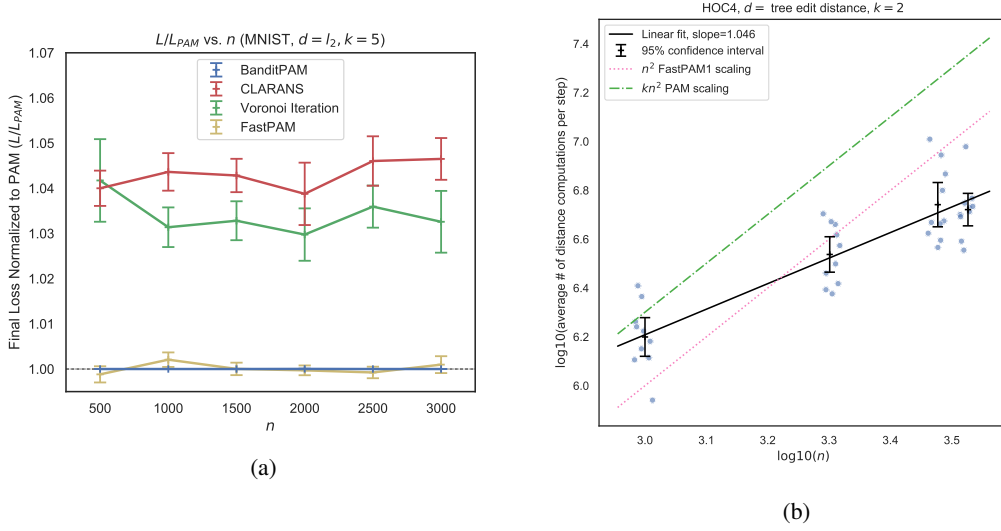 L/L_PAM vs. n (MNIST, d = l₂, k = 5)
BanditPAM
CLARANS
Voronoi Iteration
FastPAM
Final Loss Normalized to PAM (L/L_PAM)
1.07
1.06
1.05
1.04
1.03
1.02
1.01
1.00
500 1000 1500 2000 2500 3000
n
(a)
HOC4, d = tree edit distance, k = 2
Linear fit, slope=1.046
95% confidence interval
n² FastPAM1 scaling
kn² PAM scaling
log10(average # of distance computations per step)
7.4
7.2
7.0
6.8
6.6
6.4
6.2
6.0
3.0 3.1 3.2 3.3 3.4 3.5
log10(n)
(b)